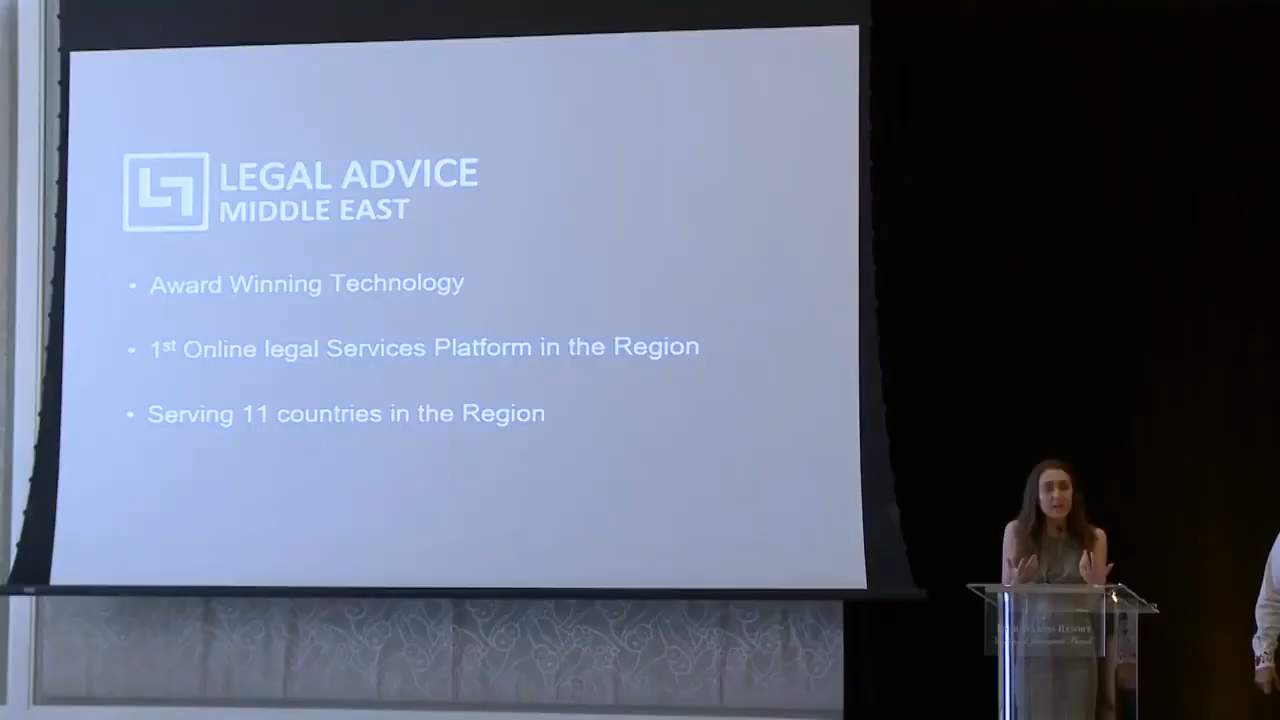 LEGAL ADVICE
MIDDLE EAST
• Award Winning Technology
• 1st Online legal Services Platform in the Region
• Serving 11 countries in the Region